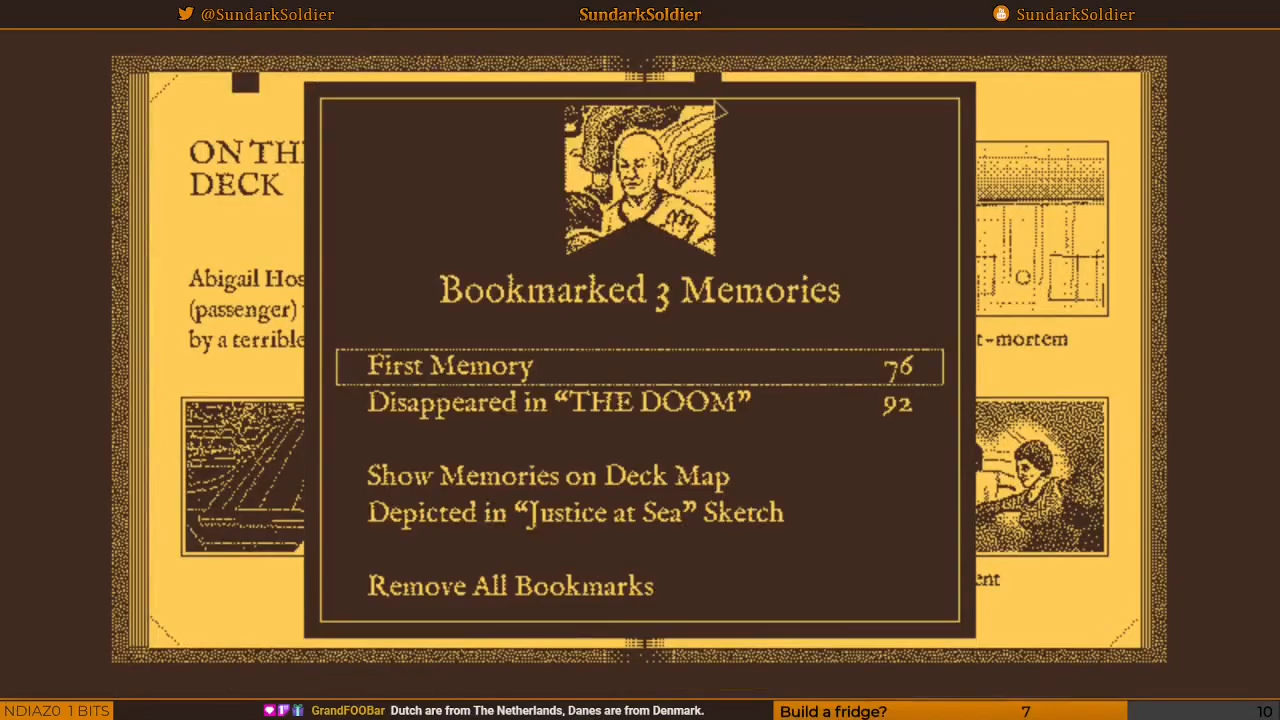 @SundarkSoldier
SundarkSoldier
SundarkSoldier
ON TH
DECK
Abigail Hos
(passenger)
by a terrible
Bookmarked 3 Memories
First Memory 76
Disappeared in “THE DOOM” 92
Show Memories on Deck Map
Depicted in “Justice at Sea” Sketch
Remove All Bookmarks
t-mortem
ent
NDIAZ0 1 BITS
GrandFOOBar Dutch are from The Netherlands, Danes are from Denmark.
Build a fridge? 7 10